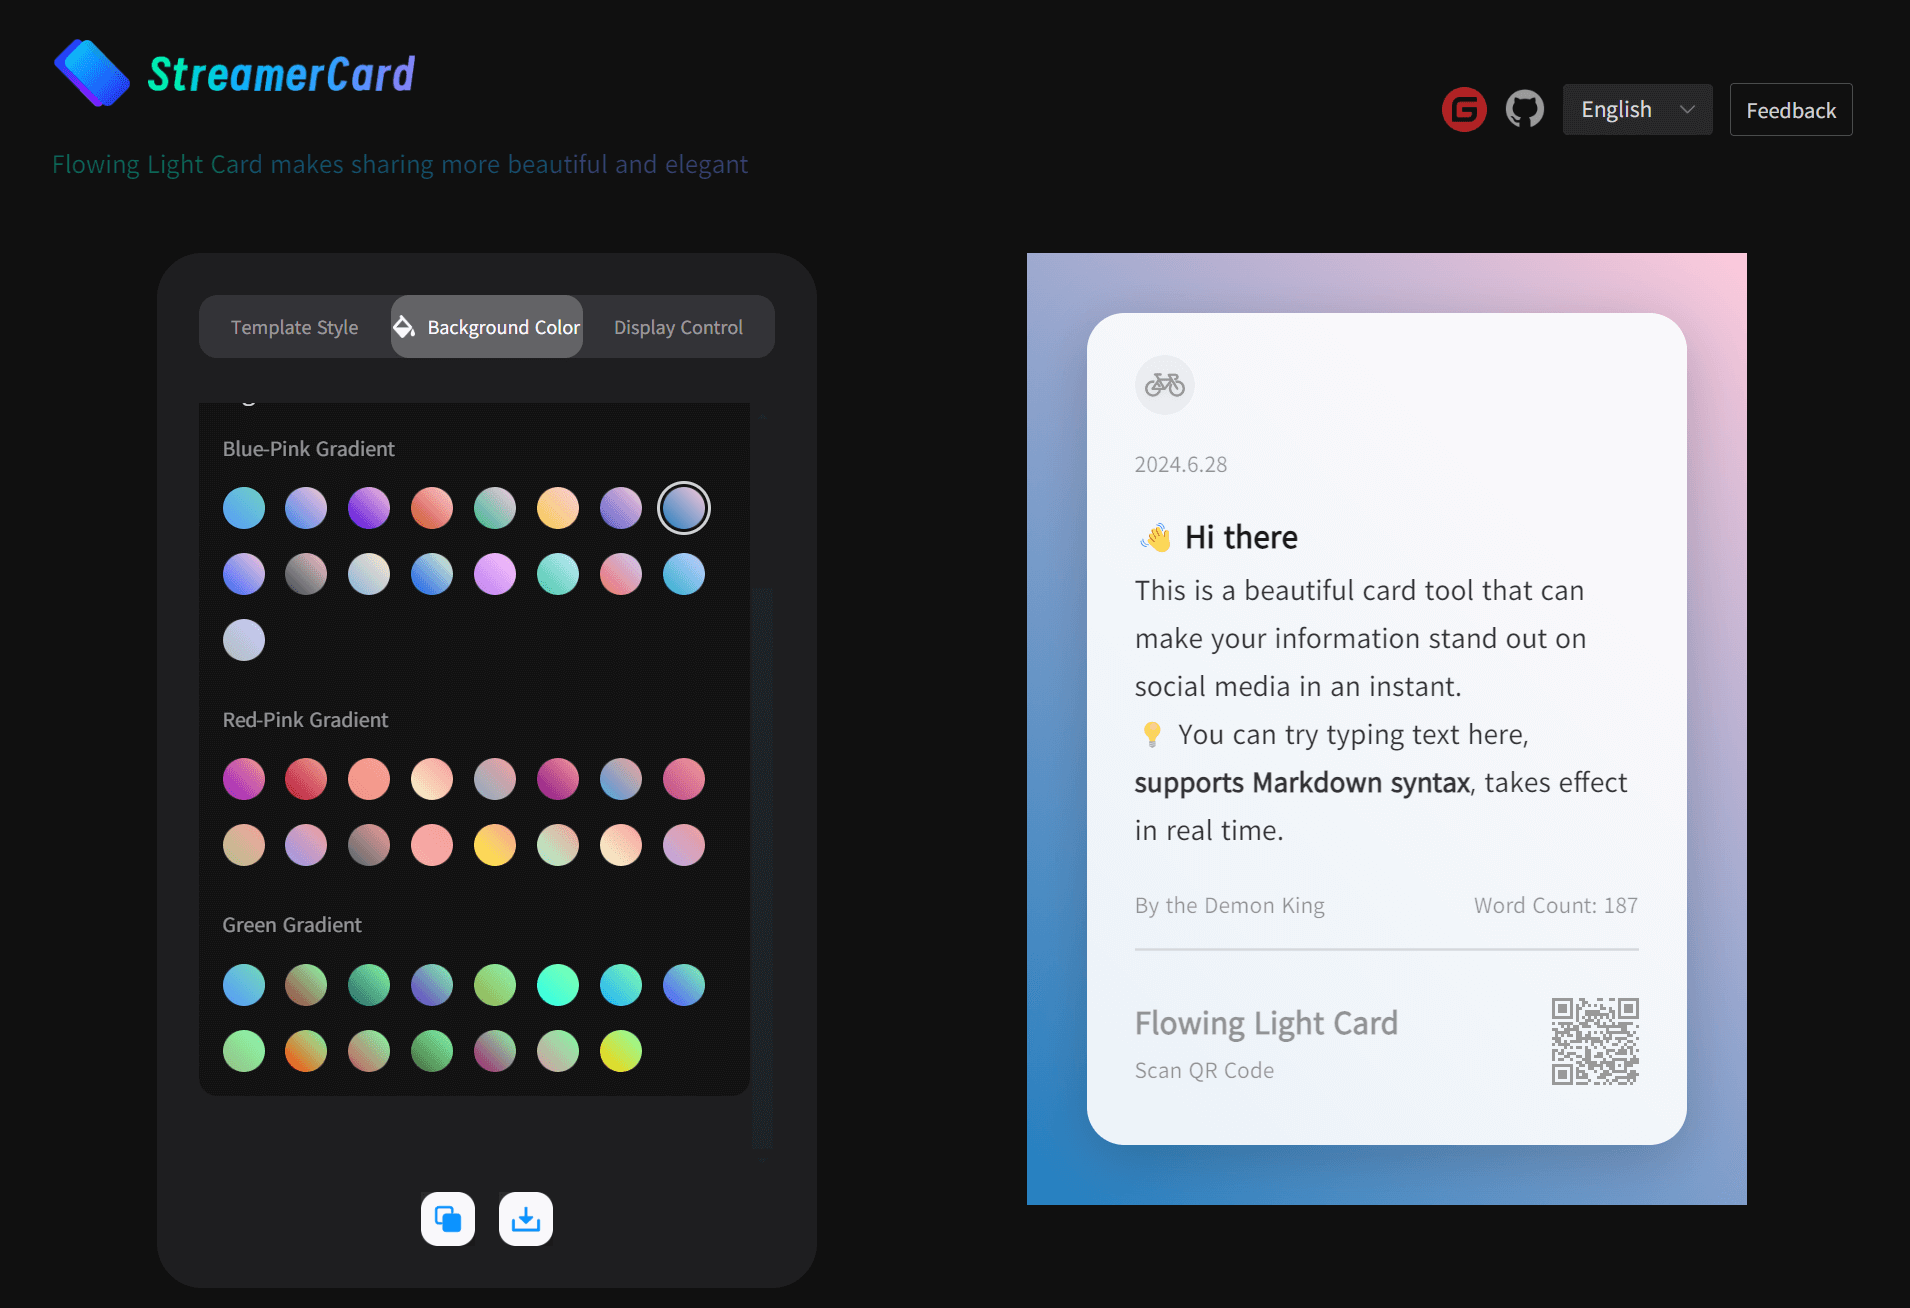 StreamerCard
Flowing Light Card makes sharing more beautiful and elegant
English
Feedback
Template Style
Background Color
Display Control
Blue-Pink Gradient
Red-Pink Gradient
Green Gradient
2024.6.28
👋 Hi there
This is a beautiful card tool that can
make your information stand out on
social media in an instant.
💡 You can try typing text here,
supports Markdown syntax, takes effect
in real time.
By the Demon King
Word Count: 187
Flowing Light Card
Scan QR Code